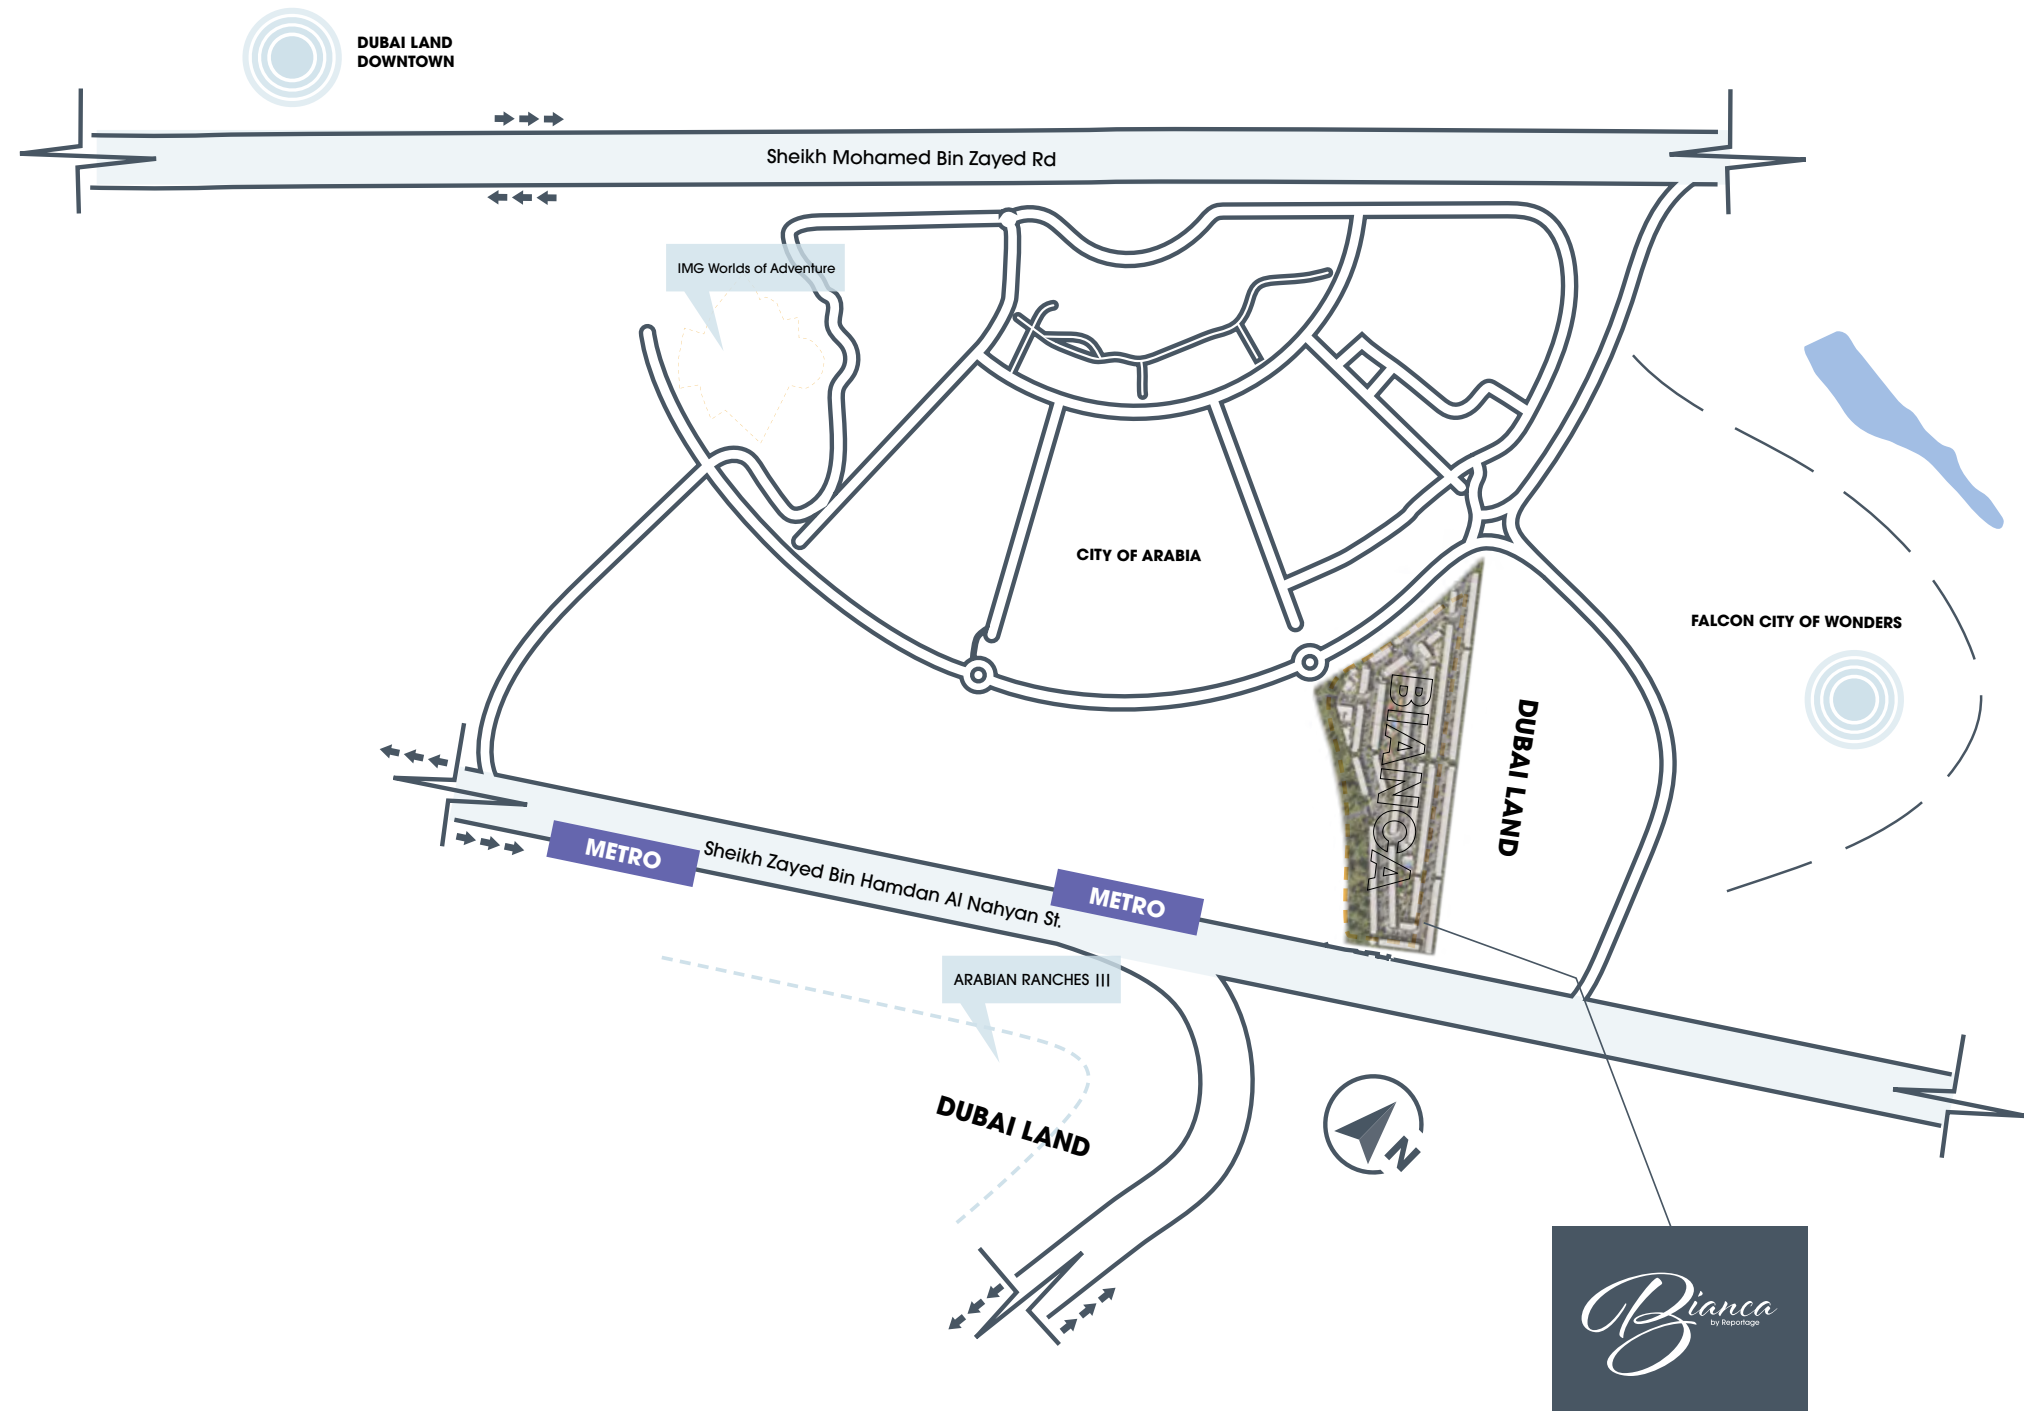 DUBAI LAND
DOWNTOWN
Sheikh Mohamed Bin Zayed Rd
IMG Worlds of Adventure
CITY OF ARABIA
FALCON CITY OF WONDERS
BIANCA
DUBAI LAND
METRO
Sheikh Zayed Bin Hamdan Al Nahyan St.
METRO
ARABIAN RANCHES III
DUBAI LAND
N
Bianca
by Reportage